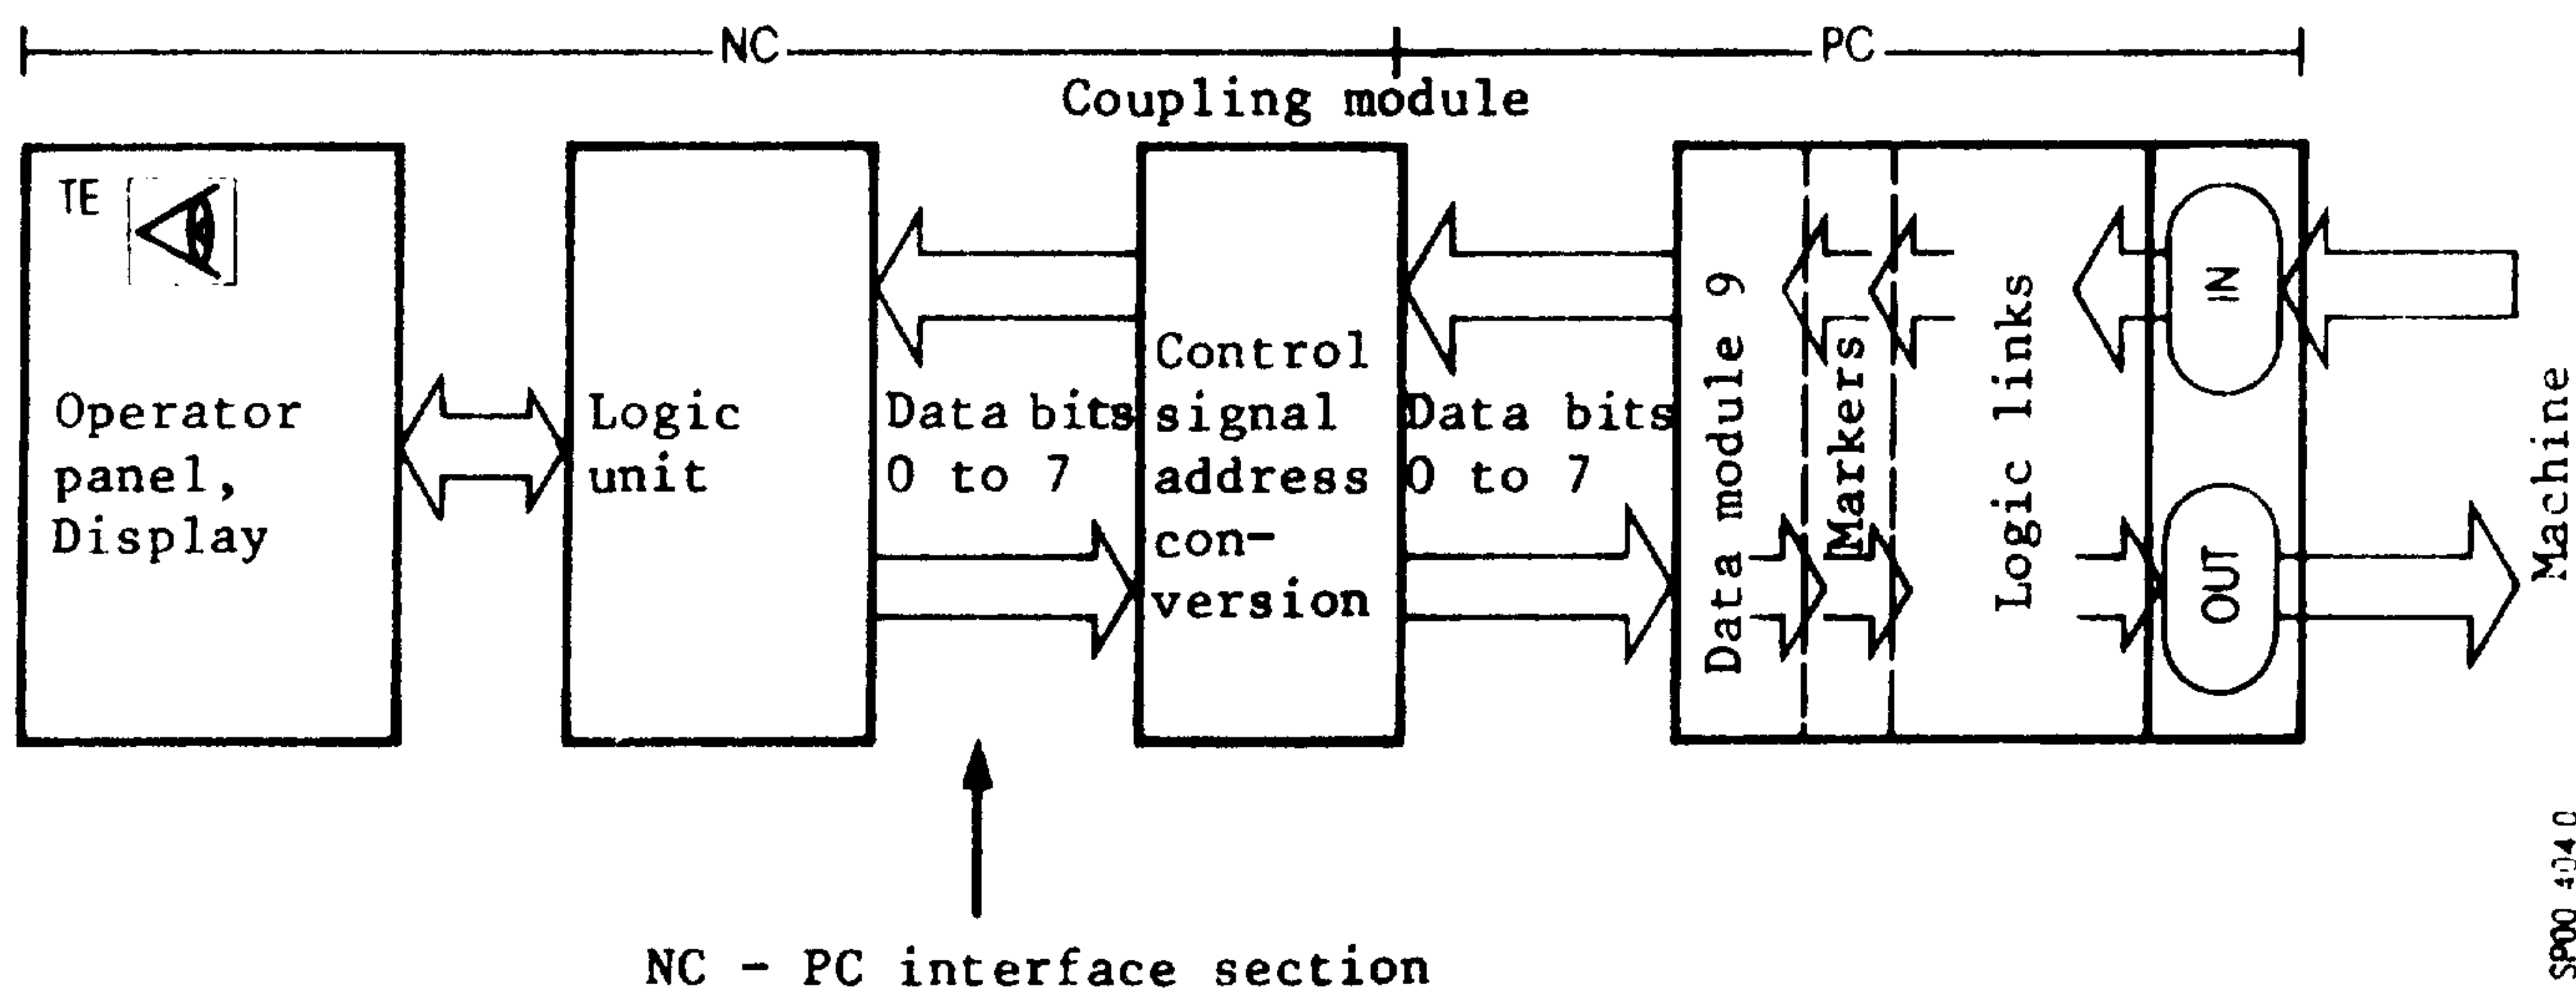 NC
PC
Coupling module
TE
Operator
panel,
Display
Logic
unit
Data bits
0 to 7
Control
signal
address
con-
version
Data bits
0 to 7
Data module 9
Markers
Logic links
IN
OUT
Machine
NC - PC interface section
SP00 4040